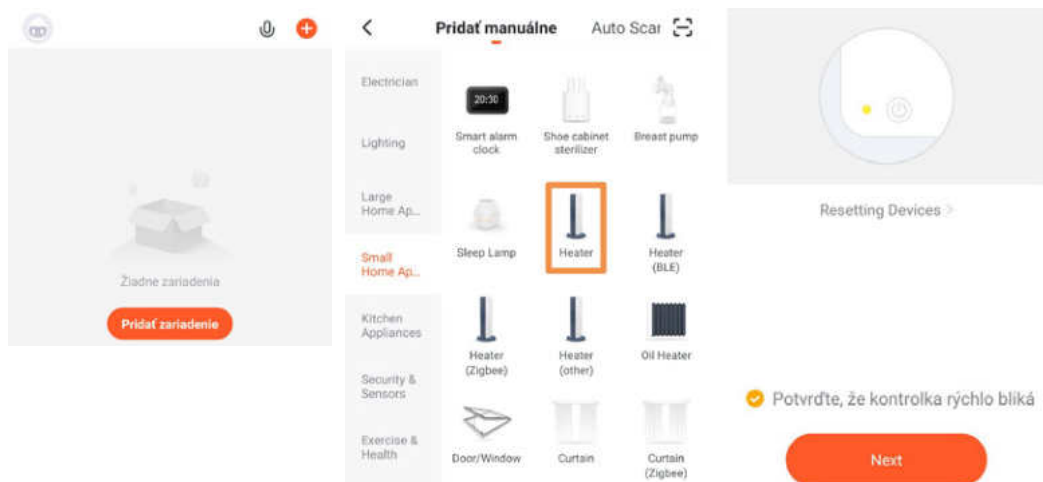 Žiadne zariadenia
Pridať zariadenie
Pridať manuálne Auto Scar
Electrician
Lighting
Large
Home Ap...
Small
Home Ap...
Kitchen
Appliances
Security &
Sensors
Exercise &
Health
20:30
Smart alarm
clock
Shoe cabinet
sterilizer
Breast pump
Sleep Lamp
Heater
Heater
(BLE)
Heater
(Zigbee)
Heater
(other)
Oil Heater
Door/Window
Curtain
Curtain
(Zigbee)
Resetting Devices >
Potvrďte, že kontrolka rýchlo bliká
Next